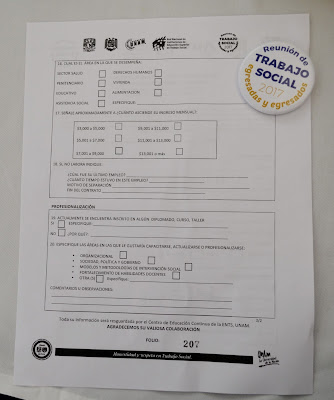 TRABAJO
SOCIAL
Reunión de
TRABAJO
SOCIAL
2017
egresadas y egresados
16. CUÁL ES EL ÁREA EN LA QUE SE DESEMPEÑA:
SECTOR SALUD
DERECHOS HUMANOS
PENITENCIARIO
VIVIENDA
EDUCATIVO
ALIMENTACIÓN
ASISTENCIA SOCIAL
ESPECIFIQUE:
17. SEÑALE APROXIMADAMENTE A ¿CUÁNTO ASCIENDE SU INGRESO MENSUAL?:
$3,000 a $5,000
$9,001 a $11,000
$5,001 a $7,000
$11,001 a $13,000
$7,001 a $9,000
$13,001 o más
18. SI NO LABORA INDIQUE:
LEGAL FUE SU ÚLTIMO EMPLEO?
¿CUÁNTO TIEMPO ESTUVO EN ESTE EMPLEO?
MOTIVO DE SEPARACIÓN
FIN DEL CONTRATO
PROFESIONALIZACIÓN
19. ACTUALMENTE SE ENCUENTRA INSCRITO EN ALGÚN DIPLOMADO, CURSO, TALLER
SI ESPECIFIQUE:
NO ¿POR QUÉ?:
20. ESPECIFIQUE LAS ÁREAS EN LAS QUE LE GUSTARÍA CAPACITARSE, ACTUALIZARSE O PROFESIONALIZARSE:
• ORGANIZACIONAL
• SOCIEDAD, POLÍTICA Y GOBIERNO
• MODELOS Y METODOLOGÍAS DE INTERVENCIÓN SOCIAL
• FORTALECIMIENTO DE HABILIDADES DOCENTES
• OTRA (S) Especifique:
COMENTARIOS U OBSERVACIONES:
2/2
Toda su información será resguardada por el Centro de Educación Continua de la ENTS, UNAM.
AGRADECEMOS SU VALIOSA COLABORACIÓN
FOLIO: 207
Humanidad y respeto en Trabajo Social.